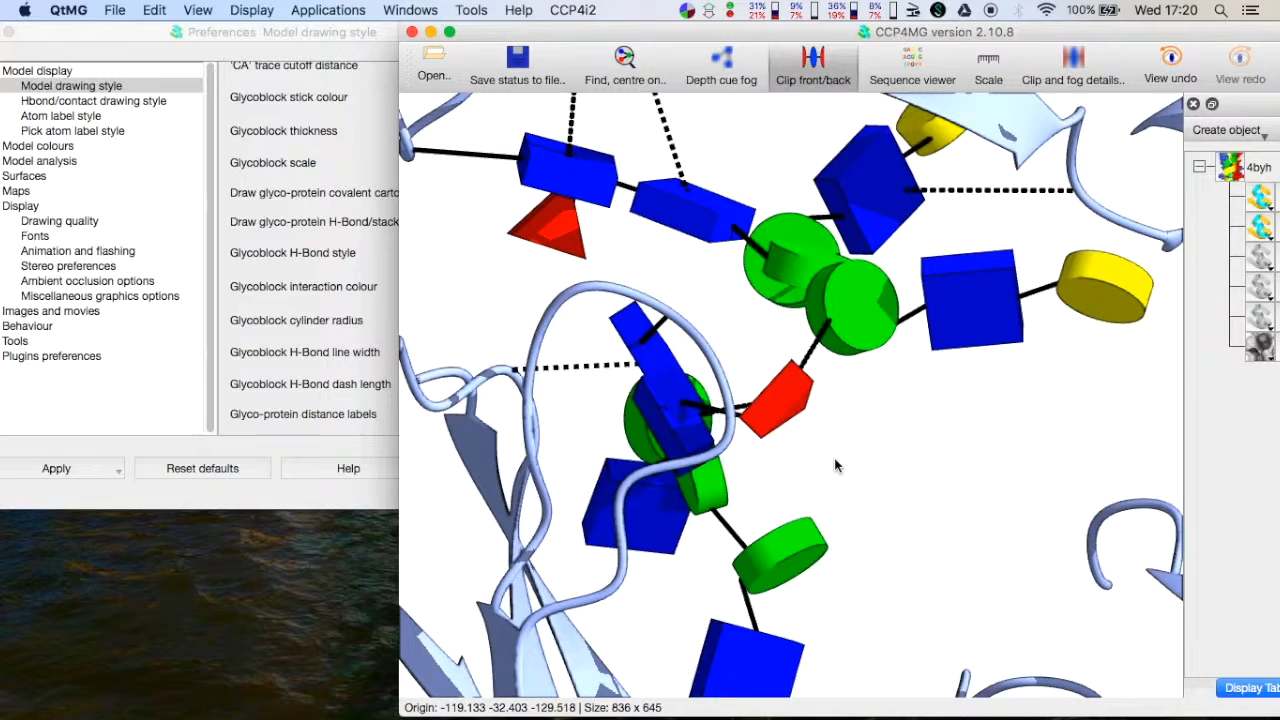 QtMG File Edit View Display Applications Windows Tools Help CCP4i2
31% 21% 9% 7% 36% 19% 8% 7% 100% Wed 17:20
Preferences Model drawing style
Model display
Model drawing style
Hbond/contact drawing style
Atom label style
Pick atom label style
Model colours
Model analysis
Surfaces
Maps
Display
Drawing quality
Fonts
Animation and flashing
Stereo preferences
Ambient occlusion options
Miscellaneous graphics options
Images and movies
Behaviour
Tools
Plugins preferences
'CA' trace cutoff distance
Glycoblock stick colour
Glycoblock thickness
Glycoblock scale
Draw glyco-protein covalent carto
Draw glyco-protein H-Bond/stack
Glycoblock H-Bond style
Glycoblock interaction colour
Glycoblock cylinder radius
Glycoblock H-Bond line width
Glycoblock H-Bond dash length
Glyco-protein distance labels
Apply Reset defaults Help
CCP4MG version 2.10.8
Open.. Save status to file.. Find, centre on.. Depth cue fog Clip front/back Sequence viewer Scale Clip and fog details.. View undo View redo
Create object
4byh
Display Tab
Origin: -119.133 -32.403 -129.518 | Size: 836 x 645